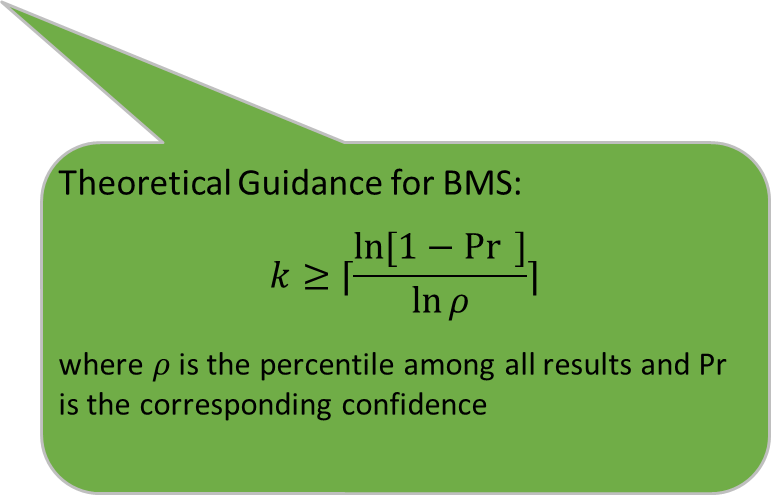 Theoretical Guidance for BMS:
k ≥ ⌈ln[1 − Pr ] / ln ρ⌉
where ρ is the percentile among all results and Pr
is the corresponding confidence